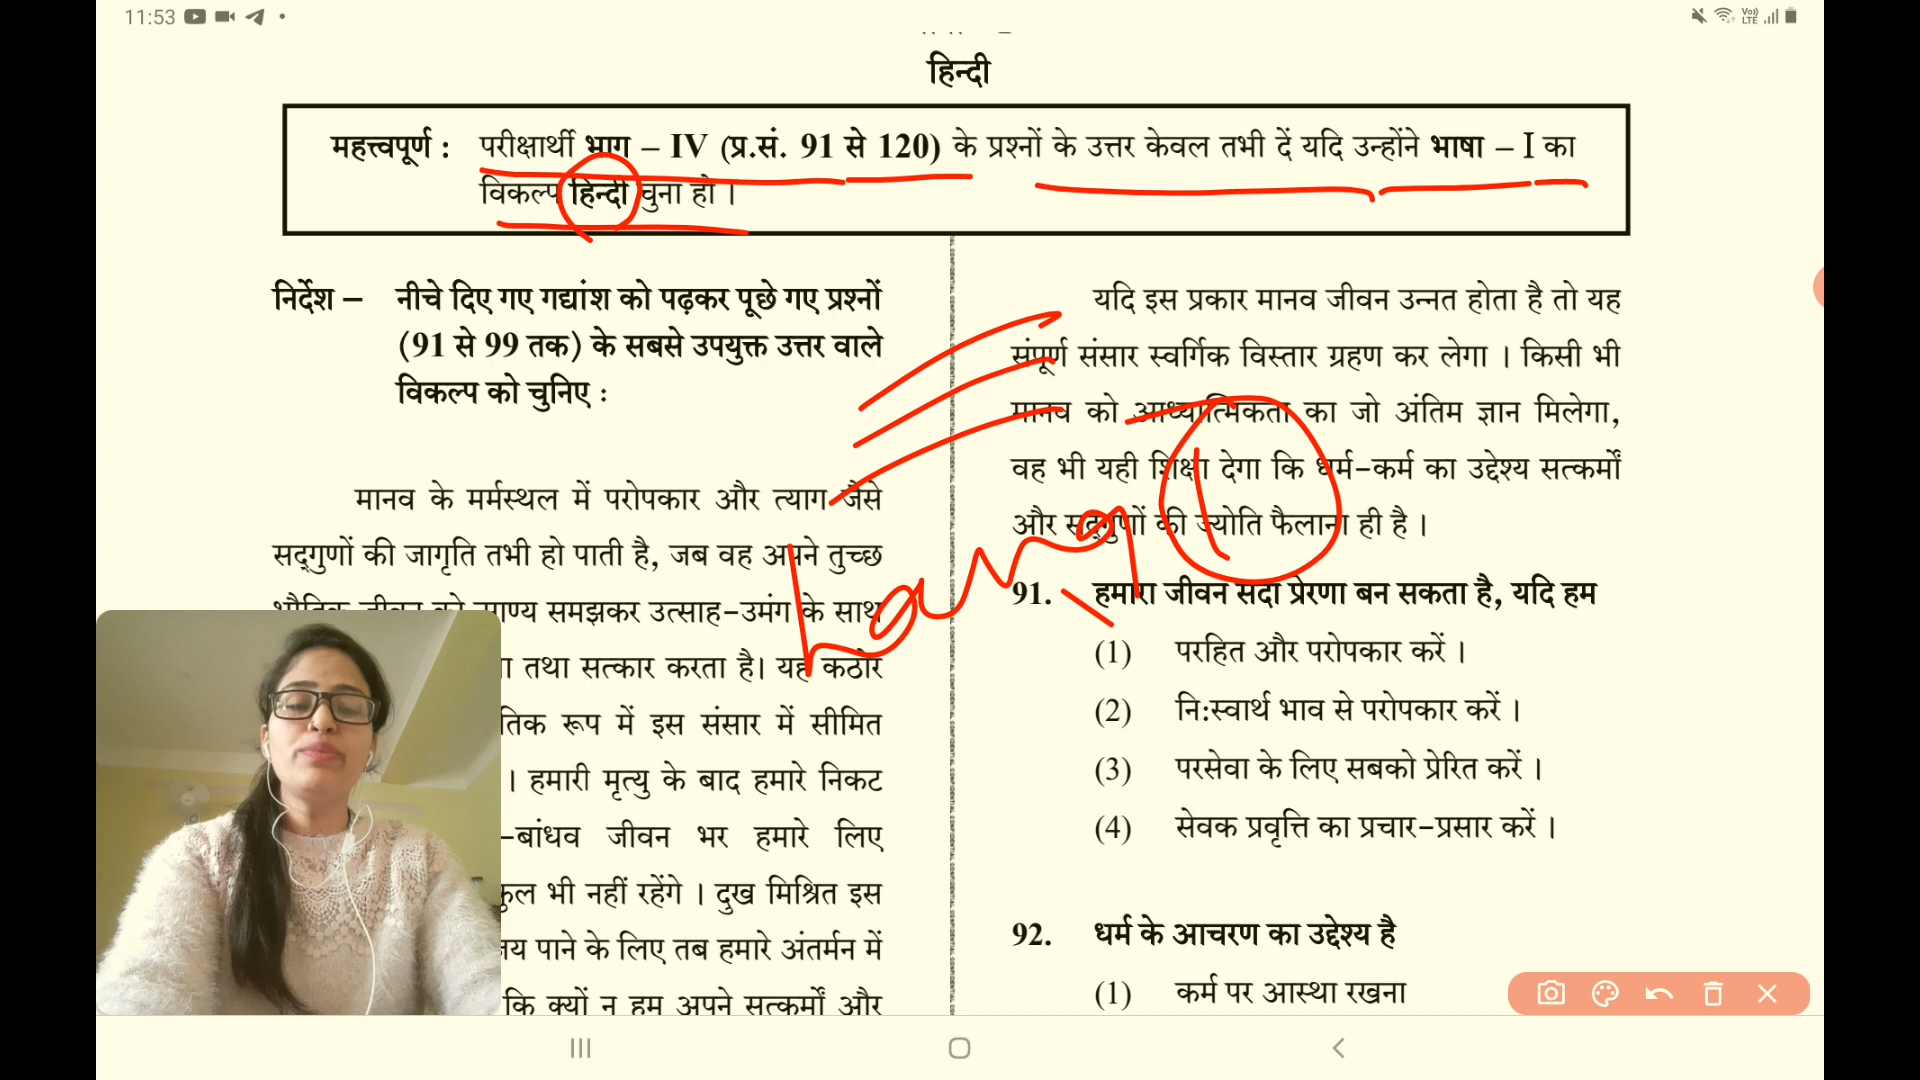 11:53
हिन्दी
महत्त्वपूर्ण : परीक्षार्थी भाग – IV (प्र.सं. 91 से 120) के प्रश्नों के उत्तर केवल तभी दें यदि उन्होंने भाषा – I का
विकल्प हिन्दी चुना हो ।
निर्देश – नीचे दिए गए गद्यांश को पढ़कर पूछे गए प्रश्नों
(91 से 99 तक) के सबसे उपयुक्त उत्तर वाले
विकल्प को चुनिए :
मानव के मर्मस्थल में परोपकार और त्याग जैसे
सद्गुणों की जागृति तभी हो पाती है, जब वह अपने तुच्छ
भौतिक जीवन को समझकर उत्साह-उमंग के साथ
तथा सत्कार करता है। यह कठोर
रूप में इस संसार में सीमित
। हमारी मृत्यु के बाद हमारे निकट
-बांधव जीवन भर हमारे लिए
भी नहीं रहेंगे । दुख मिश्रित इस
पाने के लिए तब हमारे अंतर्मन में
कि क्यों न हम अपने सत्कर्मों और
यदि इस प्रकार मानव जीवन उन्नत होता है तो यह
संपूर्ण संसार स्वर्गिक विस्तार ग्रहण कर लेगा । किसी भी
मानव को आध्यात्मिकता का जो अंतिम ज्ञान मिलेगा,
वह भी यही शिक्षा देगा कि धर्म-कर्म का उद्देश्य सत्कर्मों
और सद्गुणों की ज्योति फैलाना ही है ।
91. हमारा जीवन सदा प्रेरणा बन सकता है, यदि हम
(1) परहित और परोपकार करें ।
(2) नि:स्वार्थ भाव से परोपकार करें ।
(3) परसेवा के लिए सबको प्रेरित करें ।
(4) सेवक प्रवृत्ति का प्रचार-प्रसार करें ।
92. धर्म के आचरण का उद्देश्य है
(1) कर्म पर आस्था रखना